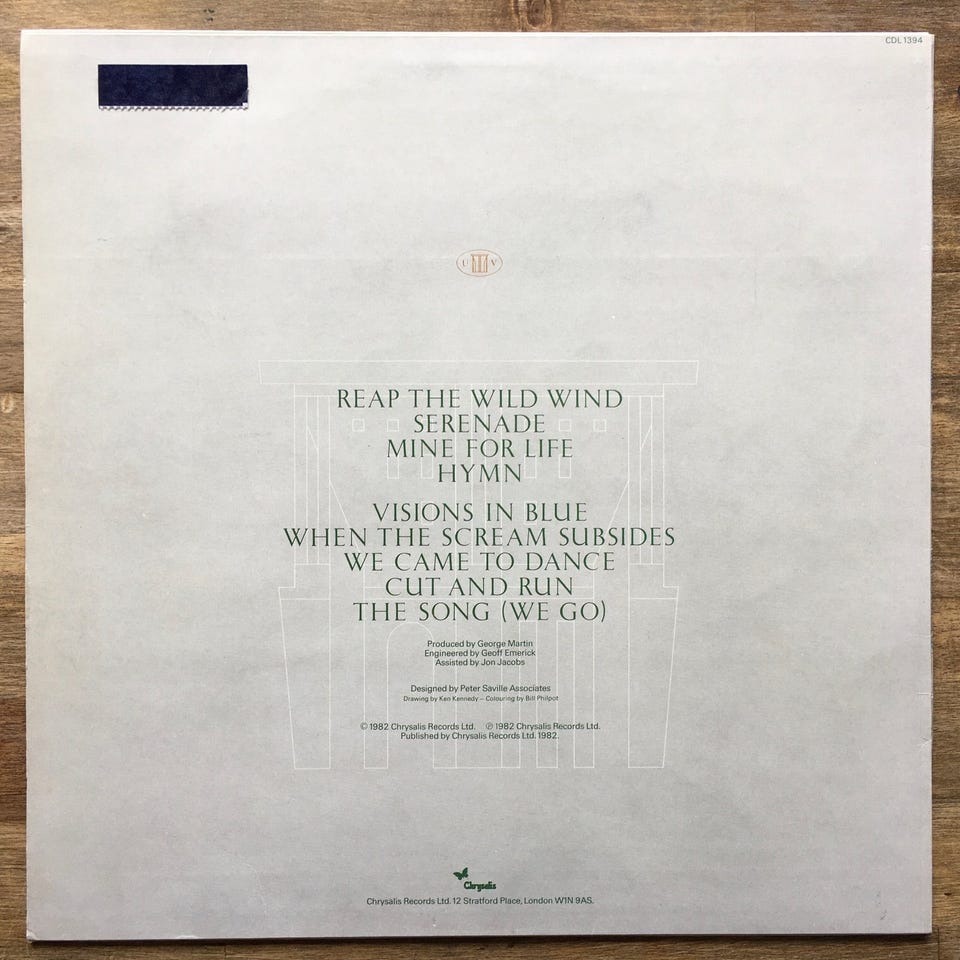 CDL 1394
U V
REAP THE WILD WIND
SERENADE
MINE FOR LIFE
HYMN
VISIONS IN BLUE
WHEN THE SCREAM SUBSIDES
WE CAME TO DANCE
CUT AND RUN
THE SONG (WE GO)
Produced by George Martin
Engineered by Geoff Emerick
Assisted by Jon Jacobs
Designed by Peter Saville Associates
Drawing by Ken Kennedy – Colouring by Bill Philpot
© 1982 Chrysalis Records Ltd. ℗ 1982 Chrysalis Records Ltd.
Published by Chrysalis Records Ltd. 1982.
Chrysalis
Chrysalis Records Ltd. 12 Stratford Place, London W1N 9AS.